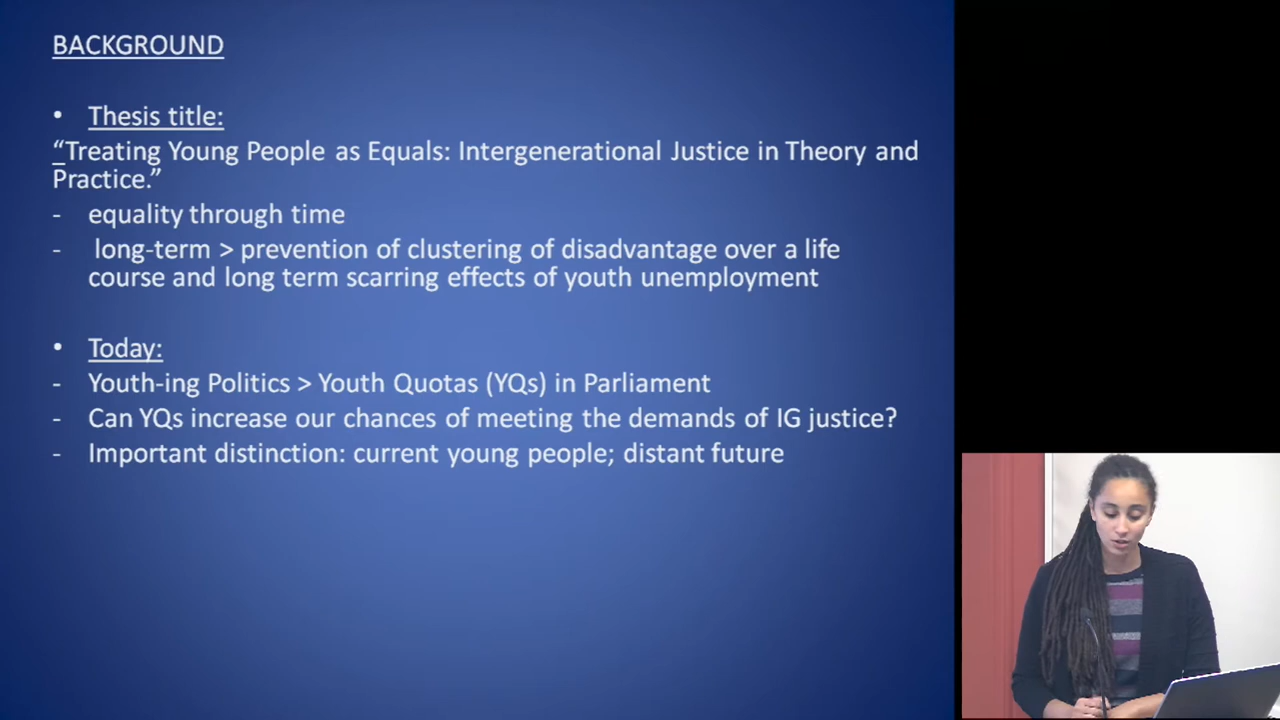 BACKGROUND
• Thesis title:
“Treating Young People as Equals: Intergenerational Justice in Theory and
Practice.”
- equality through time
- long-term > prevention of clustering of disadvantage over a life
course and long term scarring effects of youth unemployment
• Today:
- Youth-ing Politics > Youth Quotas (YQs) in Parliament
- Can YQs increase our chances of meeting the demands of IG justice?
- Important distinction: current young people; distant future